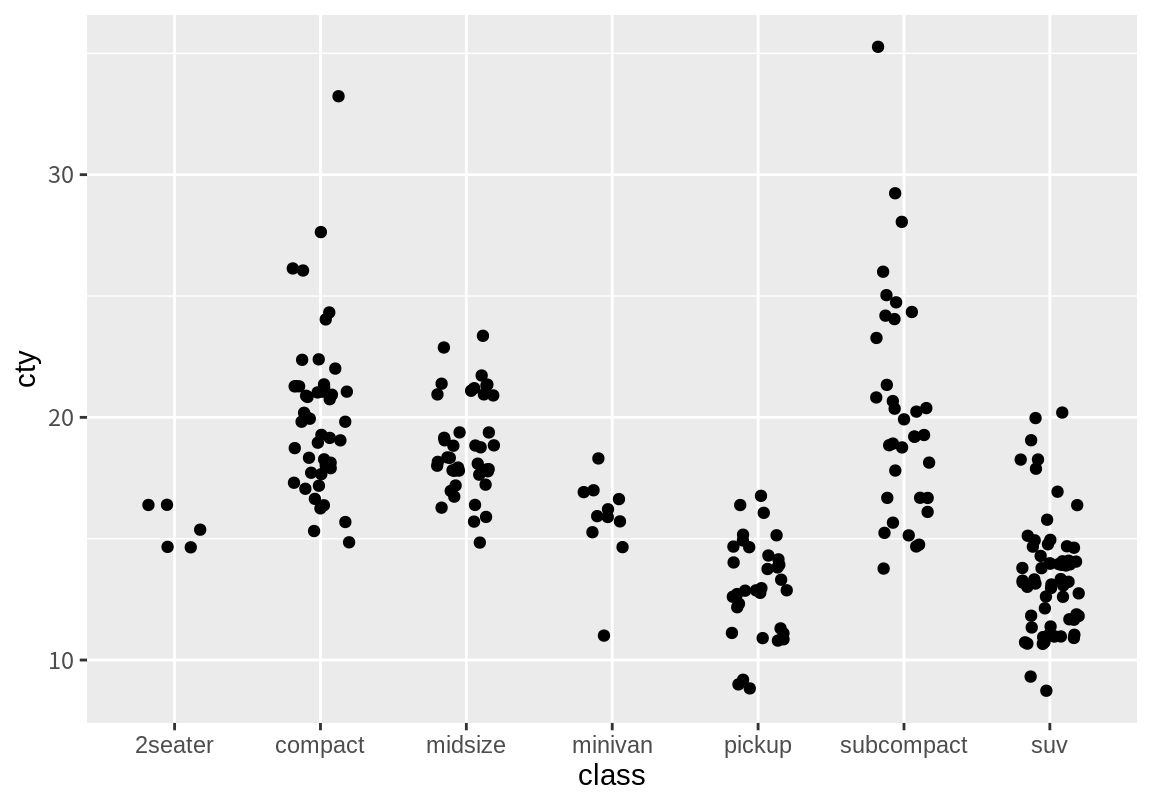 cty
30
20
10
2seater compact midsize minivan pickup subcompact suv
class